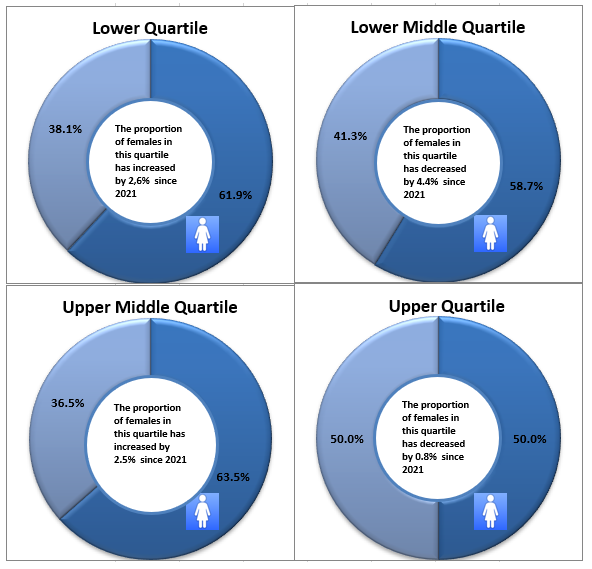 Lower Quartile
38.1%
The proportion
of females in
this quartile
has increased
by 2,6% since
2021
61.9%
Lower Middle Quartile
41.3%
The proportion
of females in
this quartile
has decreased
by 4.4% since
2021
58.7%
Upper Middle Quartile
36.5%
The proportion
of females in
this quartile has
increased by
2.5% since 2021
63.5%
Upper Quartile
50.0%
The proportion
of females in
this quartile
has decreased
by 0.8% since
2021
50.0%